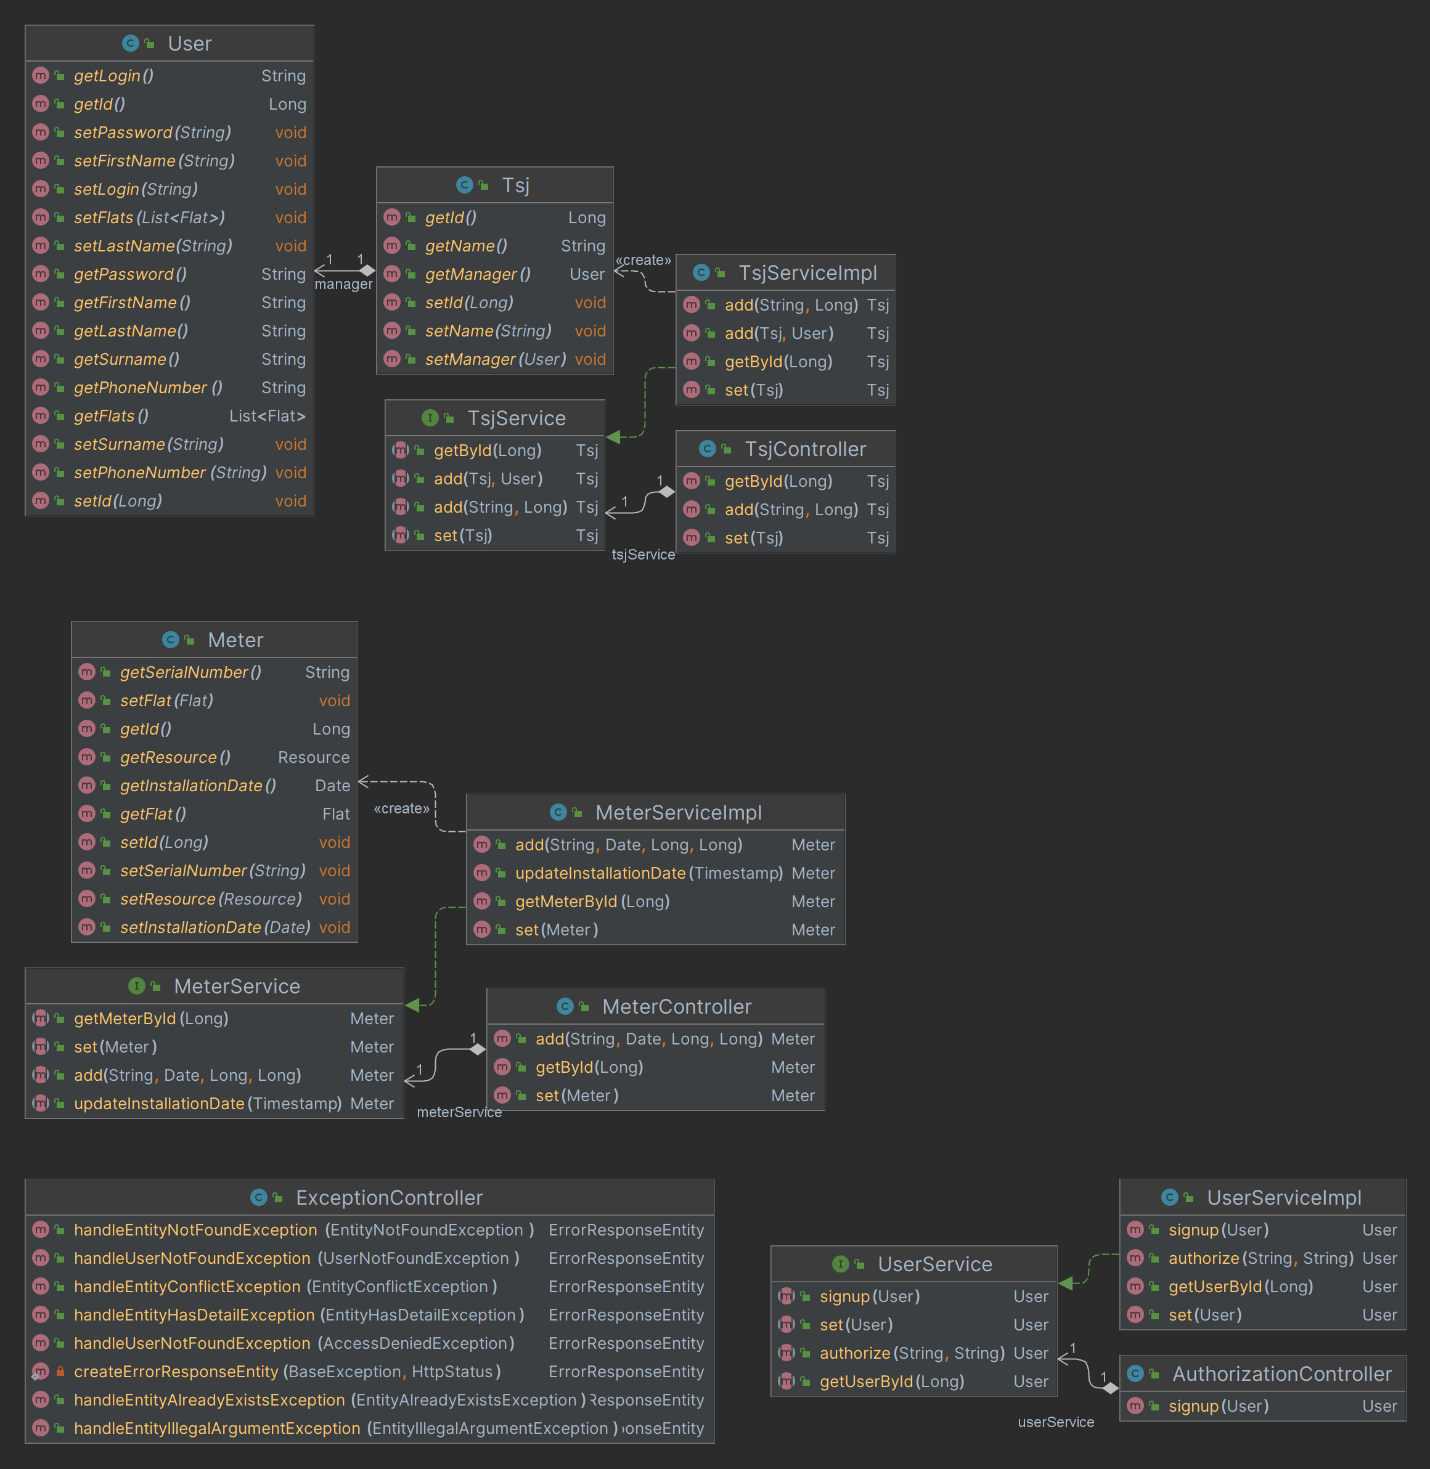 User
getLogin() String
getId() Long
setPassword(String) void
setFirstName(String) void
setLogin(String) void
setFlats(List<Flat>) void
setLastName(String) void
getPassword() String
getFirstName() String
getLastName() String
getSurname() String
getPhoneNumber () String
getFlats() List<Flat>
setSurname(String) void
setPhoneNumber (String) void
setId(Long) void
1 1
manager
Tsj
getId() Long
getName() String
getManager() User
setId(Long) void
setName(String) void
setManager(User) void
«create»
TsjServiceImpl
add(String, Long) Tsj
add(Tsj, User) Tsj
getById(Long) Tsj
set(Tsj) Tsj
TsjService
getById(Long) Tsj
add(Tsj, User) Tsj
add(String, Long) Tsj
set(Tsj) Tsj
1 1
tsjService
TsjController
getById(Long) Tsj
add(String, Long) Tsj
set(Tsj) Tsj
Meter
getSerialNumber() String
setFlat(Flat) void
getId() Long
getResource() Resource
getInstallationDate() Date
getFlat() Flat
setId(Long) void
setSerialNumber(String) void
setResource(Resource) void
setInstallationDate(Date) void
«create»
MeterServiceImpl
add(String, Date, Long, Long) Meter
updateInstallationDate(Timestamp) Meter
getMeterById(Long) Meter
set(Meter) Meter
MeterService
getMeterById(Long) Meter
set(Meter) Meter
add(String, Date, Long, Long) Meter
updateInstallationDate(Timestamp) Meter
1 1
meterService
MeterController
add(String, Date, Long, Long) Meter
getById(Long) Meter
set(Meter) Meter
ExceptionController
handleEntityNotFoundException (EntityNotFoundException ) ErrorResponseEntity
handleUserNotFoundException (UserNotFoundException ) ErrorResponseEntity
handleEntityConflictException (EntityConflictException ) ErrorResponseEntity
handleEntityHasDetailException (EntityHasDetailException ) ErrorResponseEntity
handleUserNotFoundException (AccessDeniedException) ErrorResponseEntity
createErrorResponseEntity (BaseException, HttpStatus) ErrorResponseEntity
handleEntityAlreadyExistsException (EntityAlreadyExistsException ) ResponseEntity
handleEntityIllegalArgumentException (EntityIllegalArgumentException ) onseEntity
UserService
signup(User) User
set(User) User
authorize(String, String) User
getUserById(Long) User
1 1
userService
UserServiceImpl
signup(User) User
authorize(String, String) User
getUserById(Long) User
set(User) User
AuthorizationController
signup(User) User